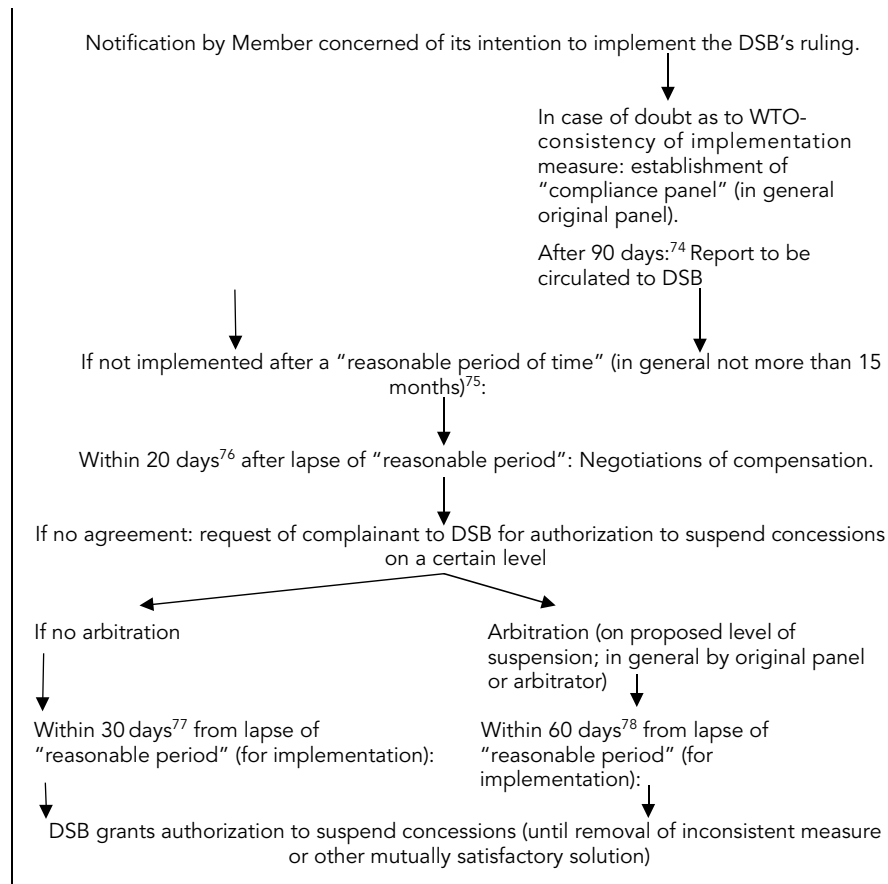 Notification by Member concerned of its intention to implement the DSB’s ruling.
In case of doubt as to WTO-
consistency of implementation
measure: establishment of
“compliance panel” (in general
original panel).
After 90 days:74 Report to be
circulated to DSB
If not implemented after a “reasonable period of time” (in general not more than 15
months)75:
Within 20 days76 after lapse of “reasonable period”: Negotiations of compensation.
If no agreement: request of complainant to DSB for authorization to suspend concessions
on a certain level
If no arbitration
Arbitration (on proposed level of
suspension; in general by original panel
or arbitrator)
Within 30 days77 from lapse of
“reasonable period” (for implementation):
Within 60 days78 from lapse of
“reasonable period” (for
implementation):
DSB grants authorization to suspend concessions (until removal of inconsistent measure
or other mutually satisfactory solution)